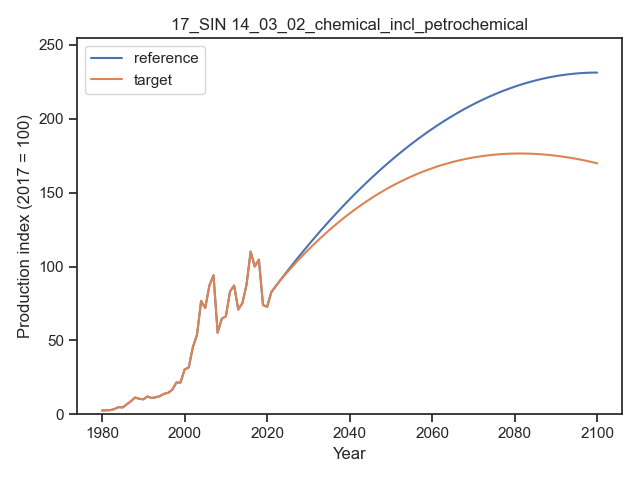 17_SIN 14_03_02_chemical_incl_petrochemical
reference
target
Production index (2017 = 100)
250
200
150
100
50
0
1980
2000
2020
2040
2060
2080
2100
Year